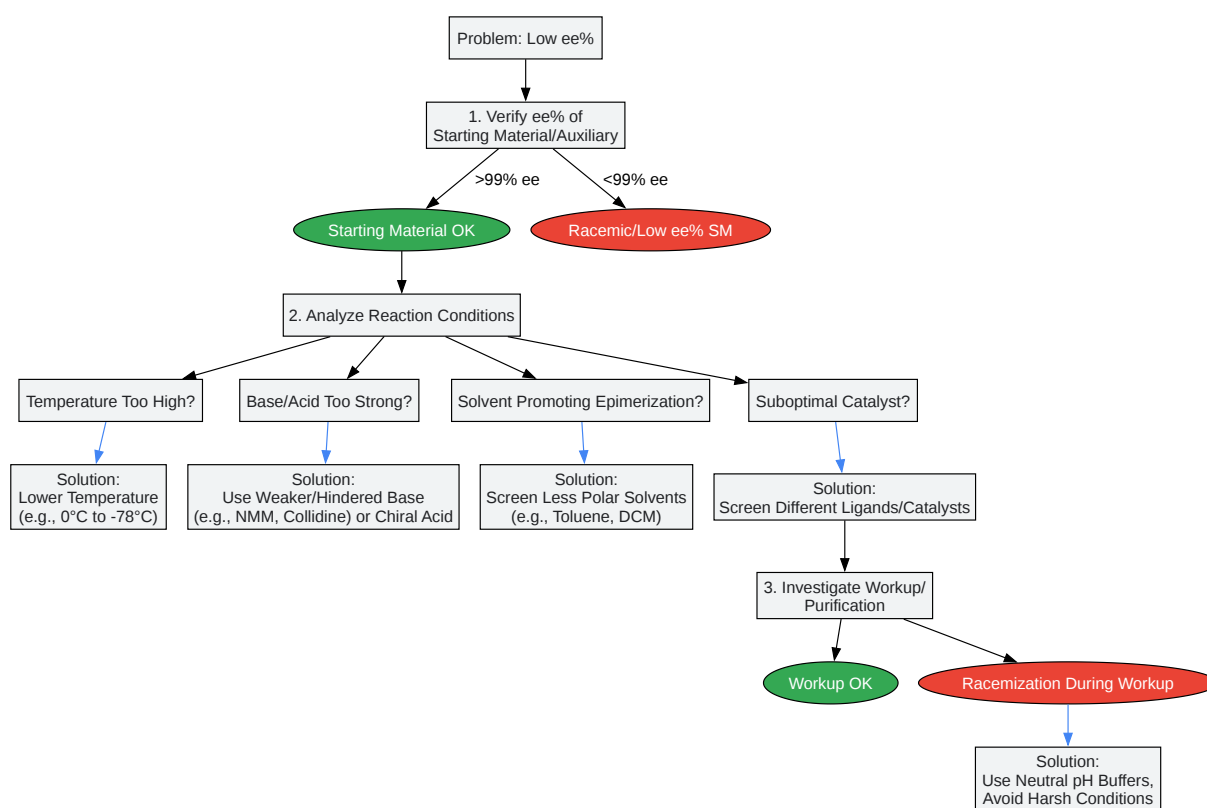 Problem: Low ee%
1. Verify ee% of
Starting Material/Auxiliary
>99% ee
<99% ee
Starting Material OK
Racemic/Low ee% SM
2. Analyze Reaction Conditions
Temperature Too High?
Base/Acid Too Strong?
Solvent Promoting Epimerization?
Suboptimal Catalyst?
Solution:
Lower Temperature
(e.g., 0°C to -78°C)
Solution:
Use Weaker/Hindered Base
(e.g., NMM, Collidine) or Chiral Acid
Solution:
Screen Less Polar Solvents
(e.g., Toluene, DCM)
Solution:
Screen Different Ligands/Catalysts
3. Investigate Workup/
Purification
Workup OK
Racemization During Workup
Solution:
Use Neutral pH Buffers,
Avoid Harsh Conditions